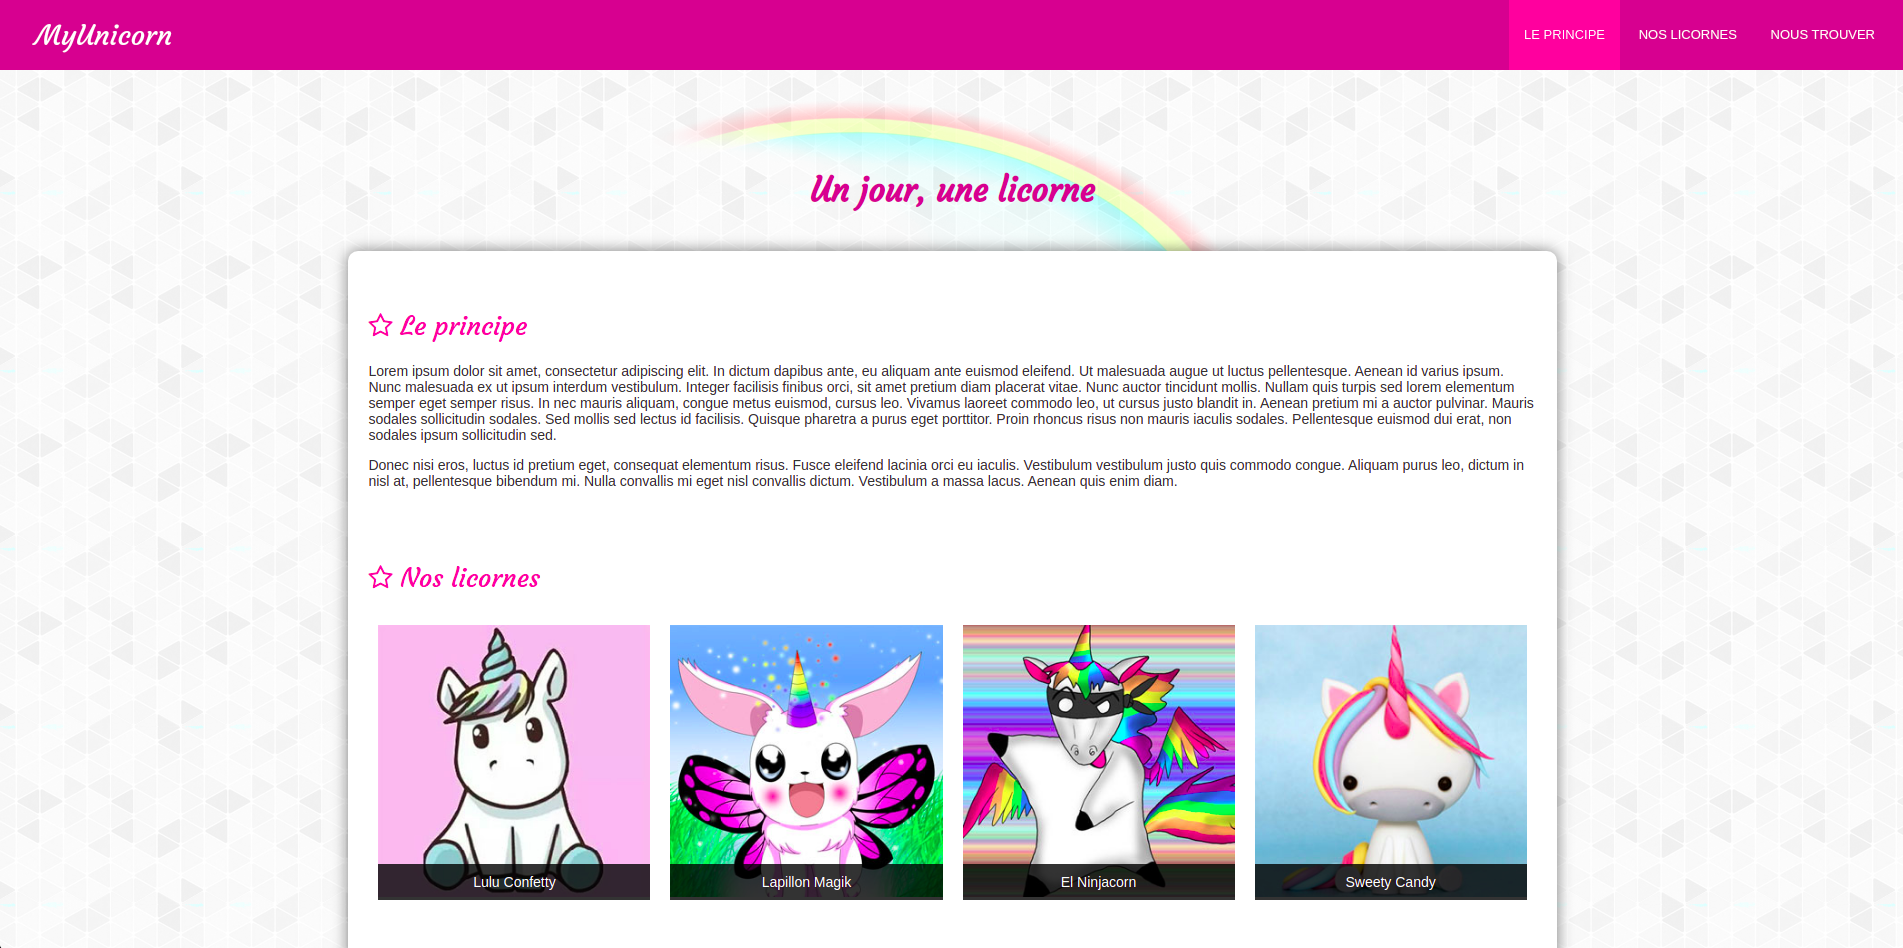 MyUnicorn
LE PRINCIPE
NOS LICORNES
NOUS TROUVER
Un jour, une licorne
Le principe
Lorem ipsum dolor sit amet, consectetur adipiscing elit. In dictum dapibus ante, eu aliquam ante euismod eleifend. Ut malesuada augue ut luctus pellentesque. Aenean id varius ipsum.
Nunc malesuada ex ut ipsum interdum vestibulum. Integer facilisis finibus orci, sit amet pretium diam placerat vitae. Nunc auctor tincidunt mollis. Nullam quis turpis sed lorem elementum
semper eget semper risus. In nec mauris aliquam, congue metus euismod, cursus leo. Vivamus laoreet commodo leo, ut cursus justo blandit in. Aenean pretium mi a auctor pulvinar. Mauris
sodales sollicitudin sodales. Sed mollis sed lectus id facilisis. Quisque pharetra a purus eget porttitor. Proin rhoncus risus non mauris iaculis sodales. Pellentesque euismod dui erat, non
sodales ipsum sollicitudin sed.
Donec nisi eros, luctus id pretium eget, consequat elementum risus. Fusce eleifend lacinia orci eu iaculis. Vestibulum vestibulum justo quis commodo congue. Aliquam purus leo, dictum in
nisl at, pellentesque bibendum mi. Nulla convallis mi eget nisl convallis dictum. Vestibulum a massa lacus. Aenean quis enim diam.
Nos licornes
Lulu Confetty
Lapillon Magik
El Ninjacorn
Sweety Candy